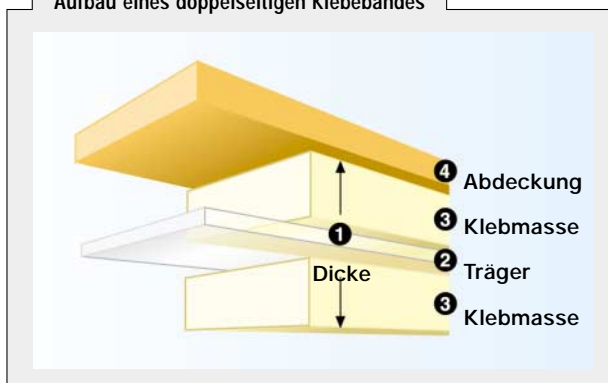 Aufbau eines doppelseitigen Klebebandes
4 Abdeckung
3 Klebmasse
1
2 Träger
Dicke
3 Klebmasse